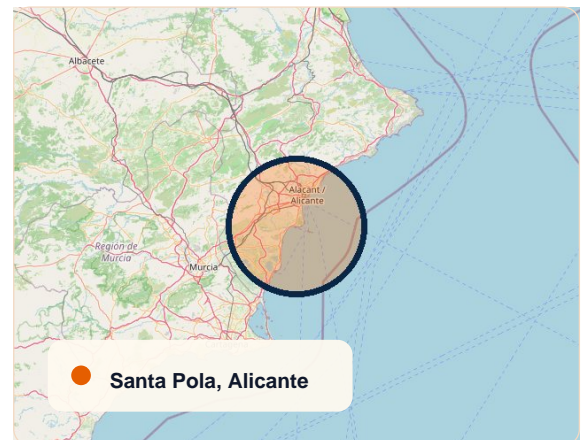 Albacete
Alacant /
Alicante
Región de
Murcia
Murcia
Santa Pola, Alicante